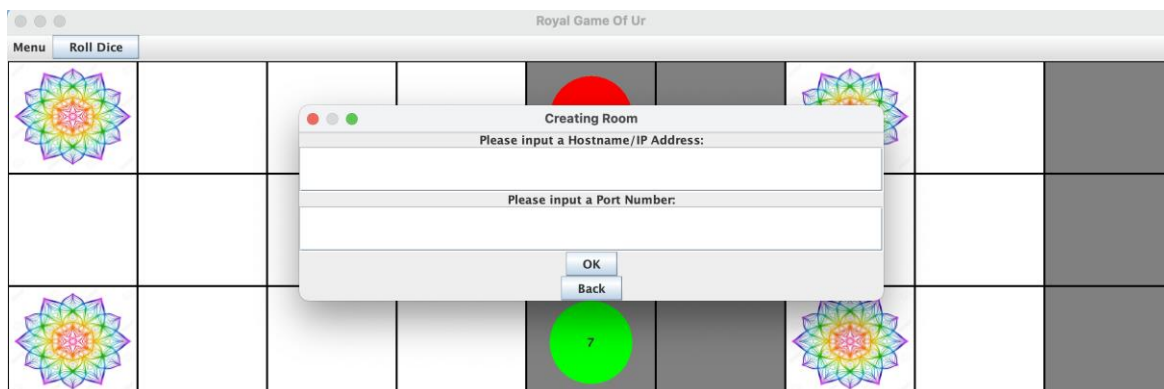 Royal Game Of Ur
Menu Roll Dice
Creating Room
Please input a Hostname/IP Address:
Please input a Port Number:
OK
Back
7